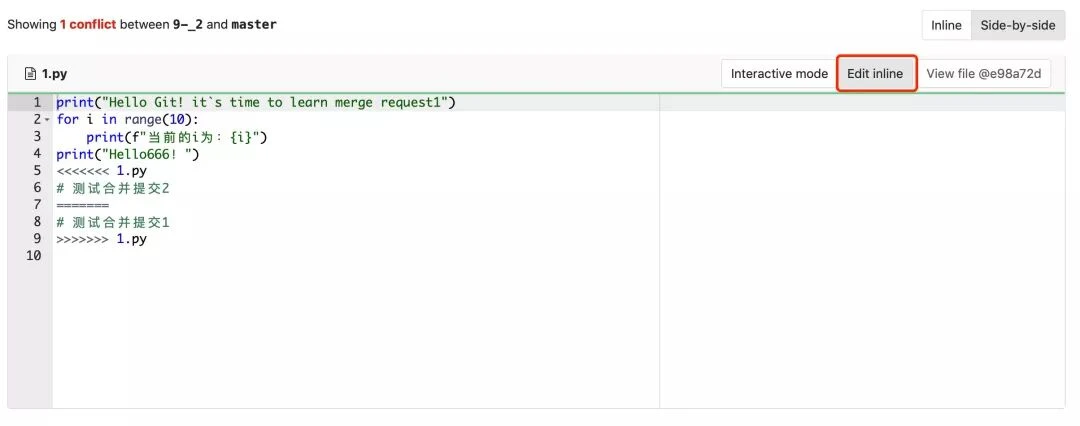 Showing 1 conflict between 9-_2 and master
Inline Side-by-side
1.py
Interactive mode Edit inline View file @e98a72d
1 print("Hello Git! it`s time to learn merge request1")
2 for i in range(10):
3     print(f"当前的i为：{i}")
4 print("Hello666！")
5 <<<<<<< 1.py
6 # 测试合并提交2
7 =======
8 # 测试合并提交1
9 >>>>>>> 1.py
10